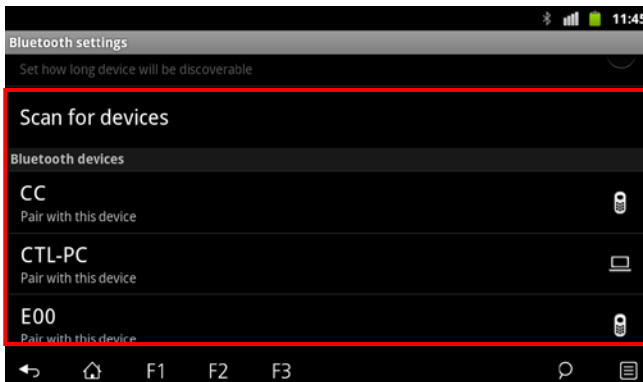 11:45
Bluetooth settings
Set how long device will be discoverable
Scan for devices
Bluetooth devices
CC
Pair with this device
CTL-PC
Pair with this device
E00
Pair with this device
F1 F2 F3